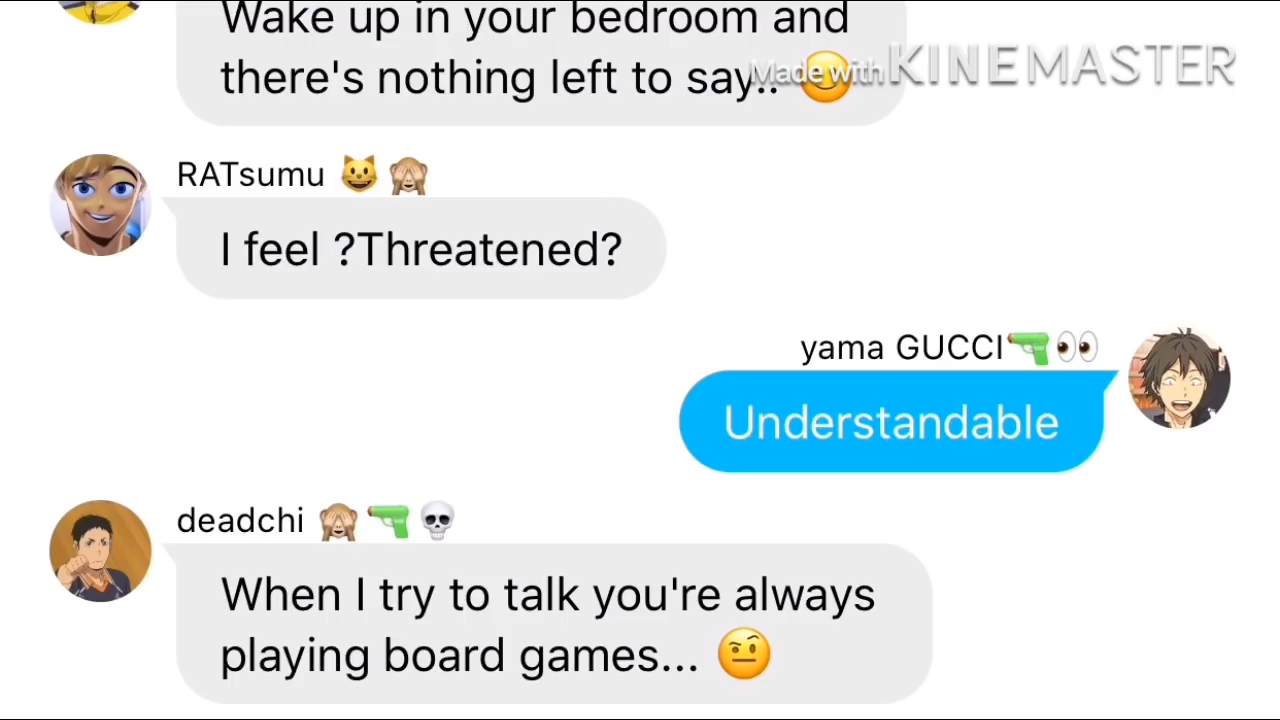 Wake up in your bedroom and
there's nothing left to say.. 😊
Made with KINEMASTER
RATsumu 😺🙈
I feel ?Threatened?
yama GUCCI🔫👀
Understandable
deadchi 🙈🔫💀
When I try to talk you're always
playing board games... 🤨